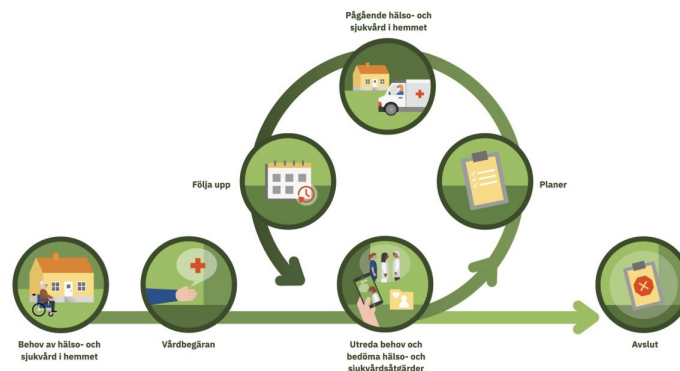 Pågående hälso- och
sjukvård i hemmet
Följa upp
Planer
Behov av hälso- och
sjukvård i hemmet
Vårdbegäran
Utreda behov och
bedöma hälso- och
sjukvårdsåtgärder
Avslut